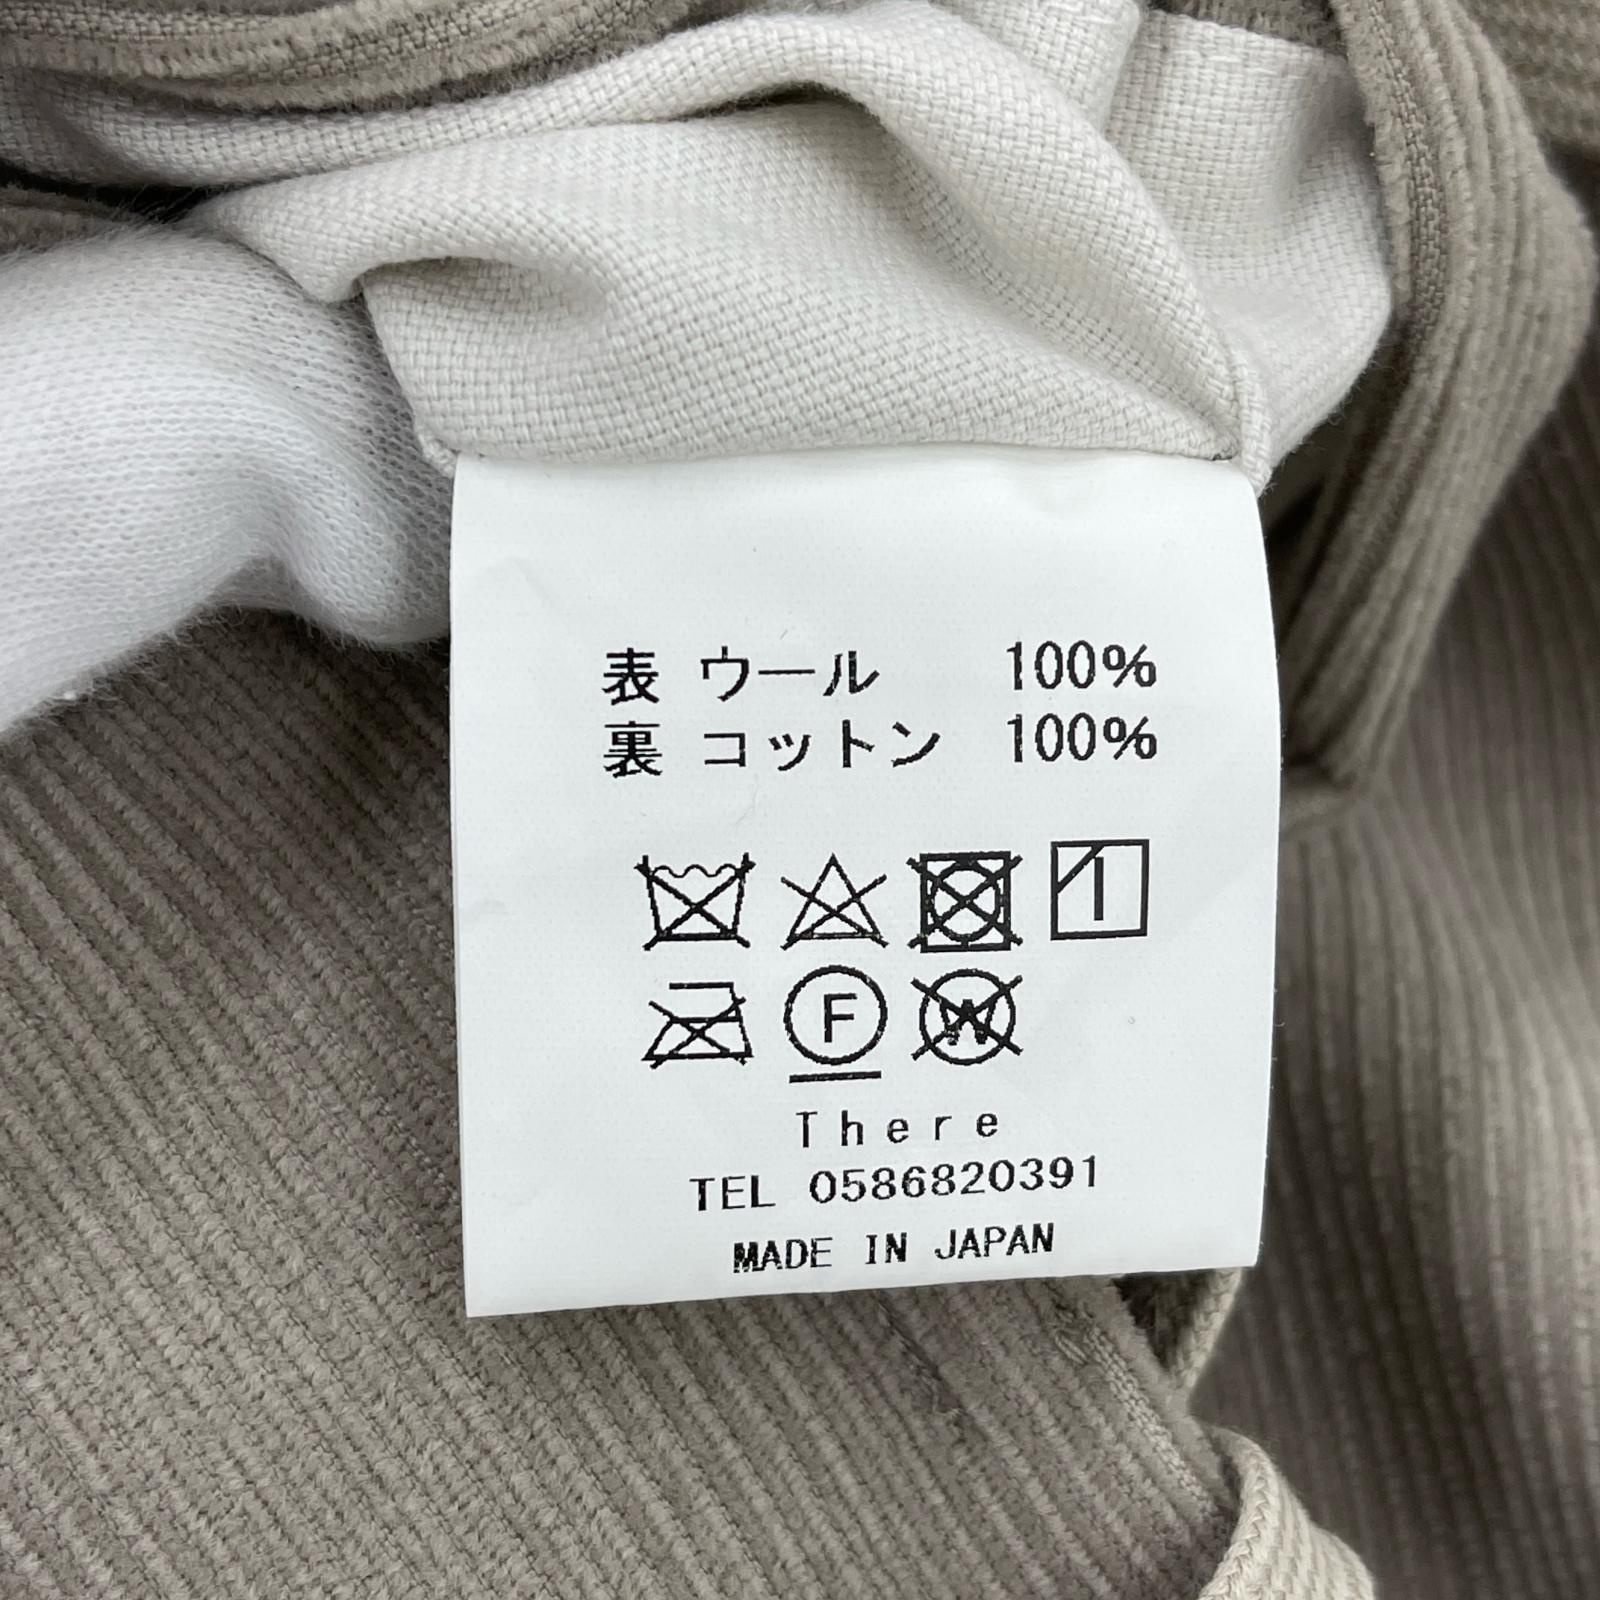 表 ウール 100%
裏 コットン 100%
F W
There
TEL 0586820391
MADE IN JAPAN